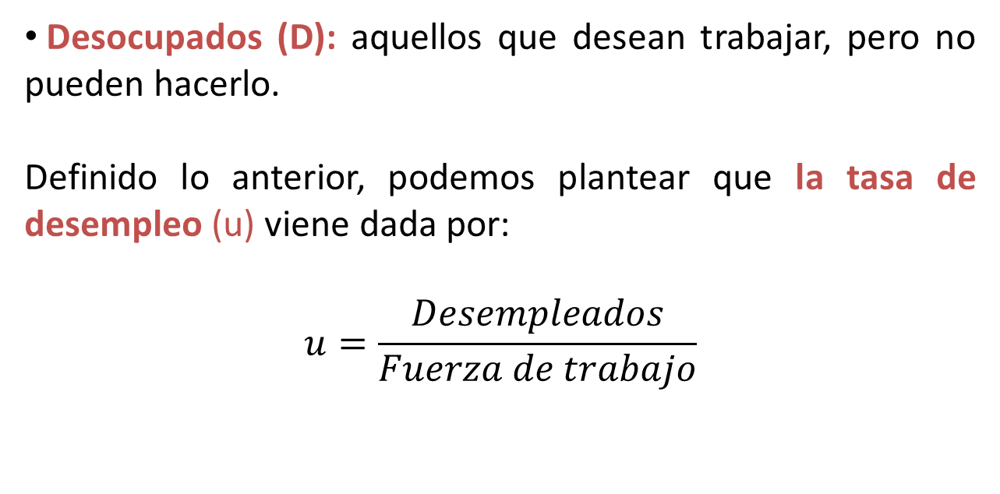 • Desocupados (D): aquellos que desean trabajar, pero no
pueden hacerlo.
Definido lo anterior, podemos plantear que la tasa de
desempleo (u) viene dada por:
u = Desempleados / Fuerza de trabajo